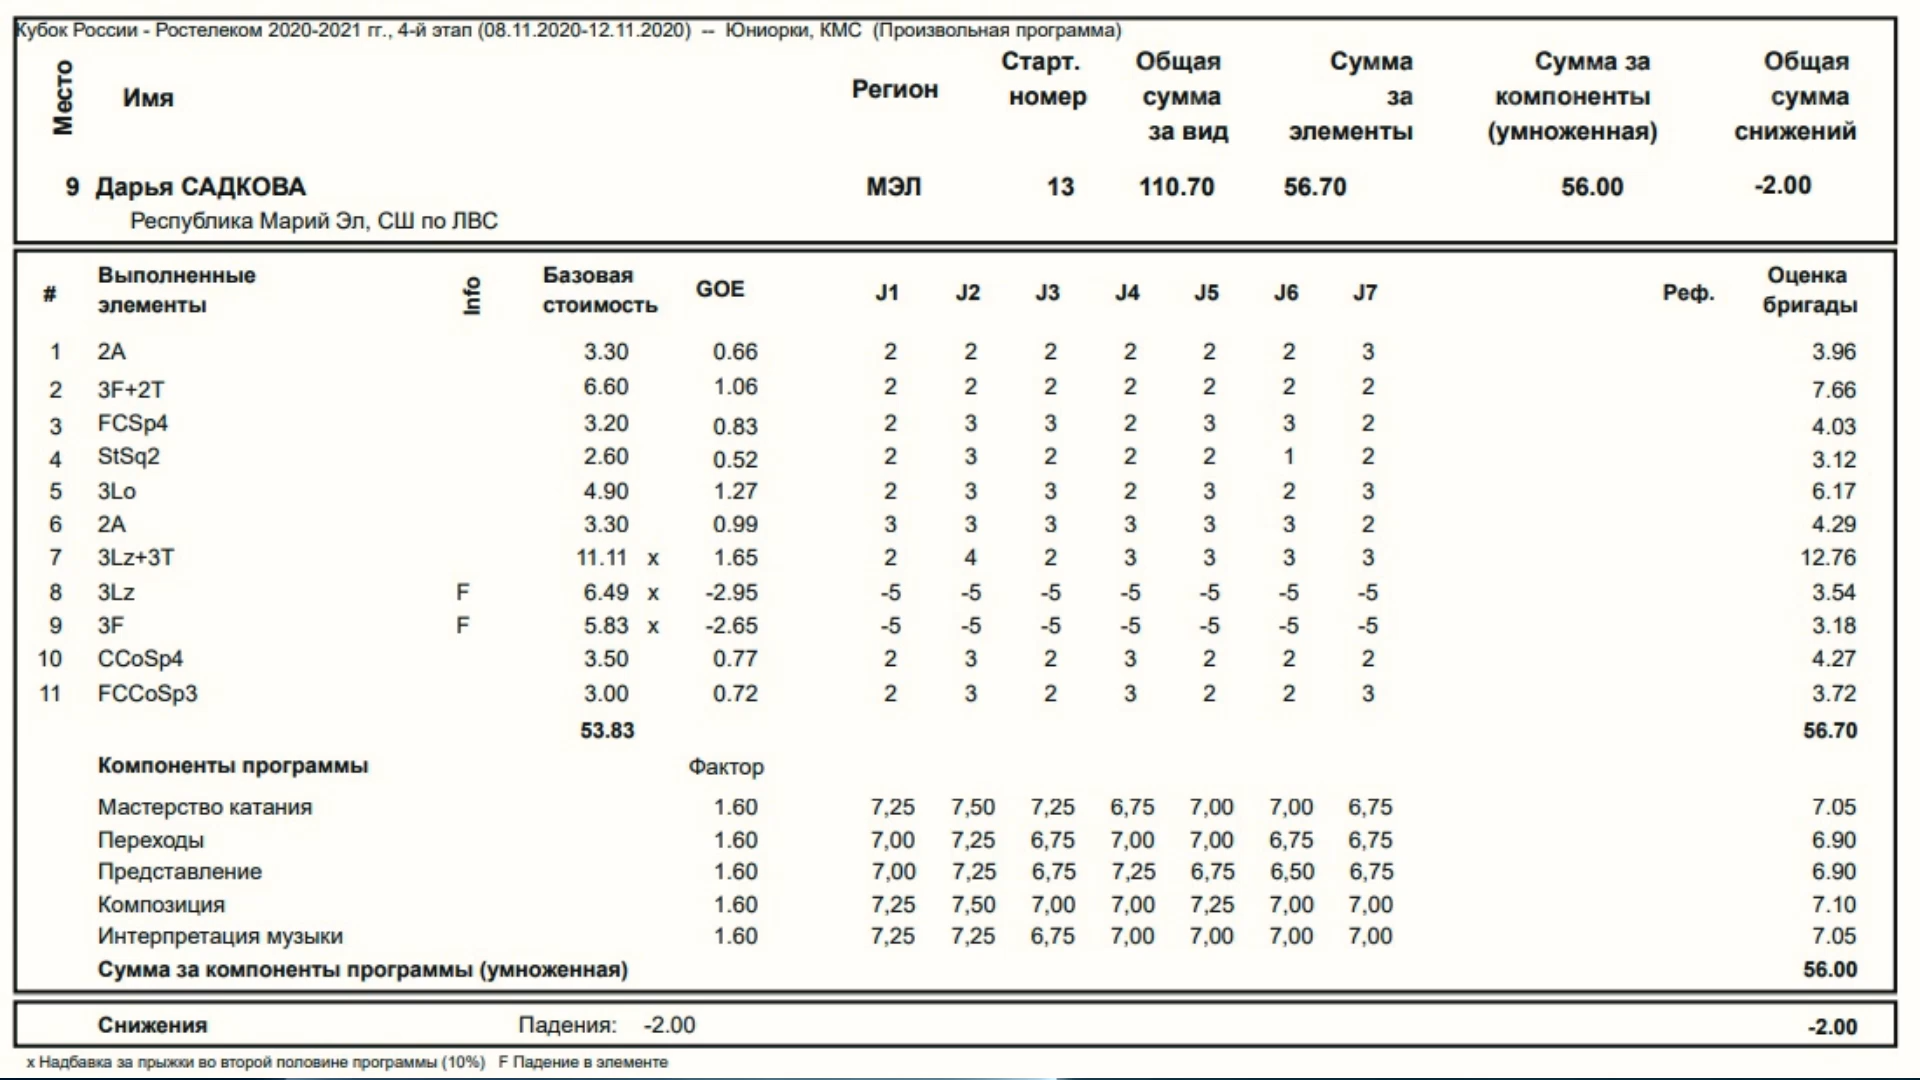 Кубок России - Ростелеком 2020-2021 гг., 4-й этап (08.11.2020-12.11.2020) -- Юниорки, КМС (Произвольная программа)
Место Имя Регион Старт. номер Общая сумма за вид Сумма за элементы Сумма за компоненты (умноженная) Общая сумма снижений
9 Дарья САДКОВА МЭЛ 13 110.70 56.70 56.00 -2.00
Республика Марий Эл, СШ по ЛВС
# Выполненные элементы Info Базовая стоимость GOE J1 J2 J3 J4 J5 J6 J7 Реф. Оценка бригады
1 2A 3.30 0.66 2 2 2 2 2 2 3 3.96
2 3F+2T 6.60 1.06 2 2 2 2 2 2 2 7.66
3 FCSp4 3.20 0.83 2 3 3 2 3 3 2 4.03
4 StSq2 2.60 0.52 2 3 2 2 2 1 2 3.12
5 3Lo 4.90 1.27 2 3 3 2 3 2 3 6.17
6 2A 3.30 0.99 3 3 3 3 3 3 2 4.29
7 3Lz+3T 11.11 x 1.65 2 4 2 3 3 3 3 12.76
8 3Lz F 6.49 x -2.95 -5 -5 -5 -5 -5 -5 -5 3.54
9 3F F 5.83 x -2.65 -5 -5 -5 -5 -5 -5 -5 3.18
10 CCoSp4 3.50 0.77 2 3 2 3 2 2 2 4.27
11 FCCoSp3 3.00 0.72 2 3 2 3 2 2 3 3.72
53.83 56.70
Компоненты программы Фактор
Мастерство катания 1.60 7,25 7,50 7,25 6,75 7,00 7,00 6,75 7.05
Переходы 1.60 7,00 7,25 6,75 7,00 7,00 6,75 6,75 6.90
Представление 1.60 7,00 7,25 6,75 7,25 6,75 6,50 6,75 6.90
Композиция 1.60 7,25 7,50 7,00 7,00 7,25 7,00 7,00 7.10
Интерпретация музыки 1.60 7,25 7,25 6,75 7,00 7,00 7,00 7,00 7.05
Сумма за компоненты программы (умноженная) 56.00
Снижения Падения: -2.00 -2.00
x Надбавка за прыжки во второй половине программы (10%) F Падение в элементе